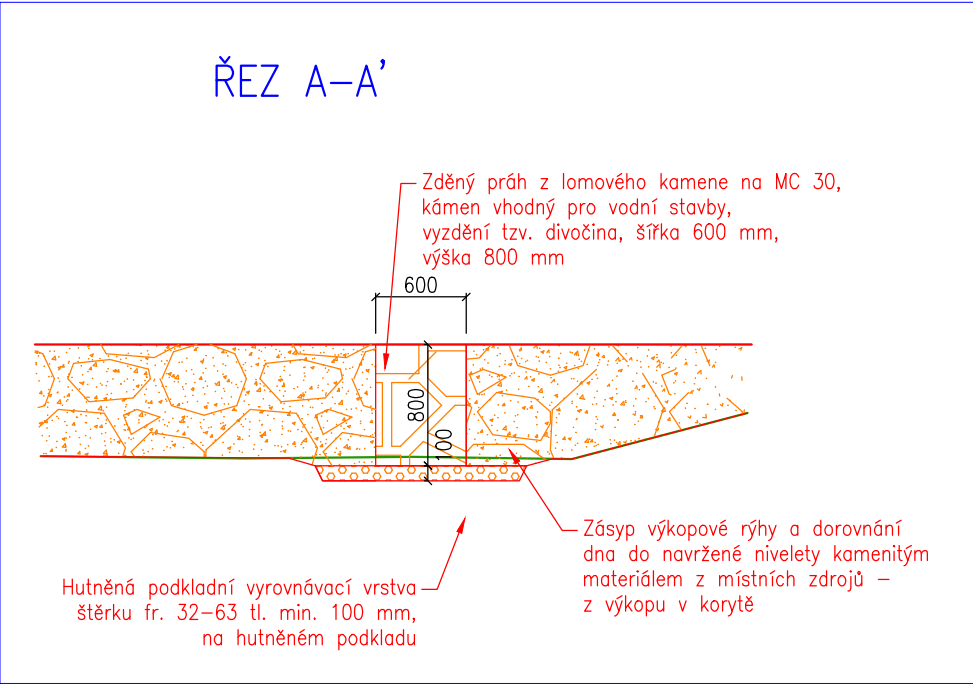 ŘEZ A-A'
Zděný práh z lomového kamene na MC 30,
kámen vhodný pro vodní stavby,
vyzdění tzv. divočina, šířka 600 mm,
výška 800 mm
600
800
100
Zásyp výkopové rýhy a dorovnání
dna do navržené nivelety kamenitým
materiálem z místních zdrojů –
z výkopu v korytě
Hutněná podkladní vyrovnávací vrstva
štěrku fr. 32-63 tl. min. 100 mm,
na hutněném podkladu